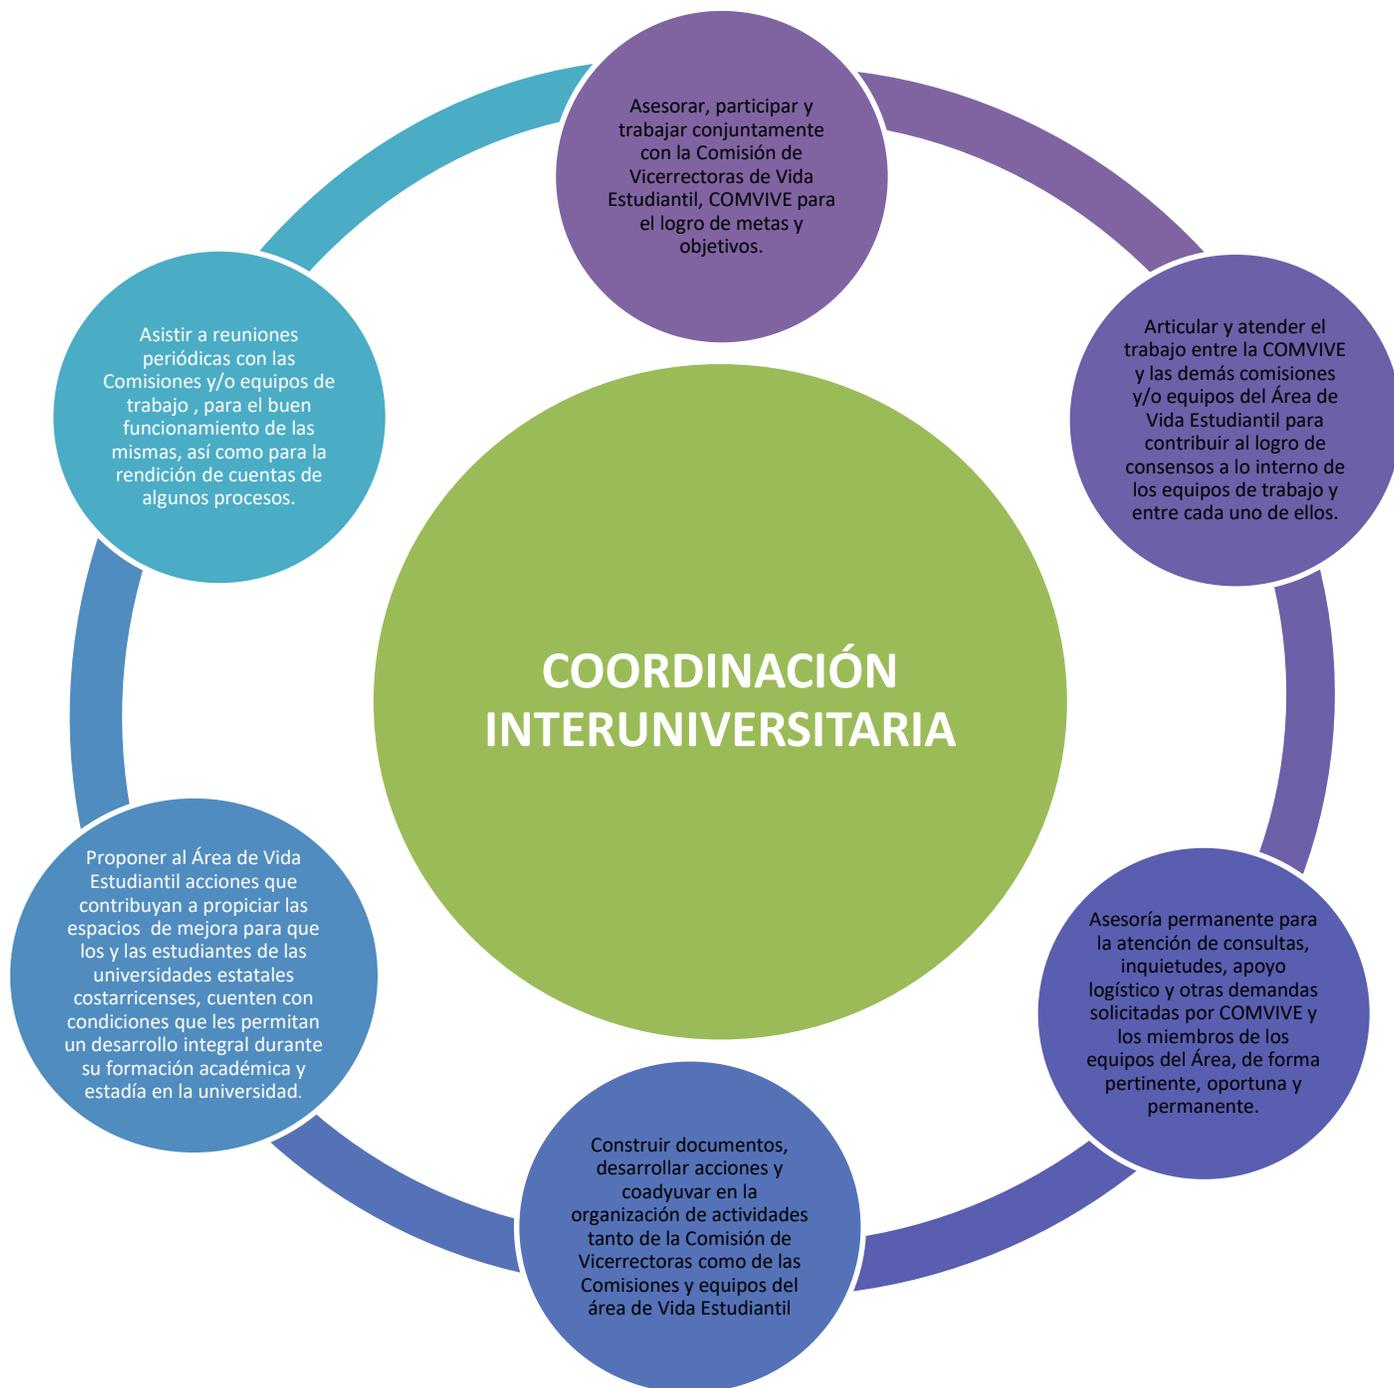 Asesorar, participar y
trabajar conjuntamente
con la Comisión de
Vicerrectoras de Vida
Estudiantil, COMVIVE para
el logro de metas y
objetivos.
Articular y atender el
trabajo entre la COMVIVE
y las demás comisiones
y/o equipos del Área de
Vida Estudiantil para
contribuir al logro de
consensos a lo interno de
los equipos de trabajo y
entre cada uno de ellos.
Asesoría permanente para
la atención de consultas,
inquietudes, apoyo
logístico y otras demandas
solicitadas por COMVIVE y
los miembros de los
equipos del Área, de forma
pertinente, oportuna y
permanente.
Construir documentos,
desarrollar acciones y
coadyuvar en la
organización de actividades
tanto de la Comisión de
Vicerrectoras como de las
Comisiones y equipos del
área de Vida Estudiantil
Proponer al Área de Vida
Estudiantil acciones que
contribuyan a propiciar las
espacios  de mejora para que
los y las estudiantes de las
universidades estatales
costarricenses, cuenten con
condiciones que les permitan
un desarrollo integral durante
su formación académica y
estadía en la universidad.
Asistir a reuniones
periódicas con las
Comisiones y/o equipos de
trabajo , para el buen
funcionamiento de las
mismas, así como para la
rendición de cuentas de
algunos procesos.
COORDINACIÓN
INTERUNIVERSITARIA